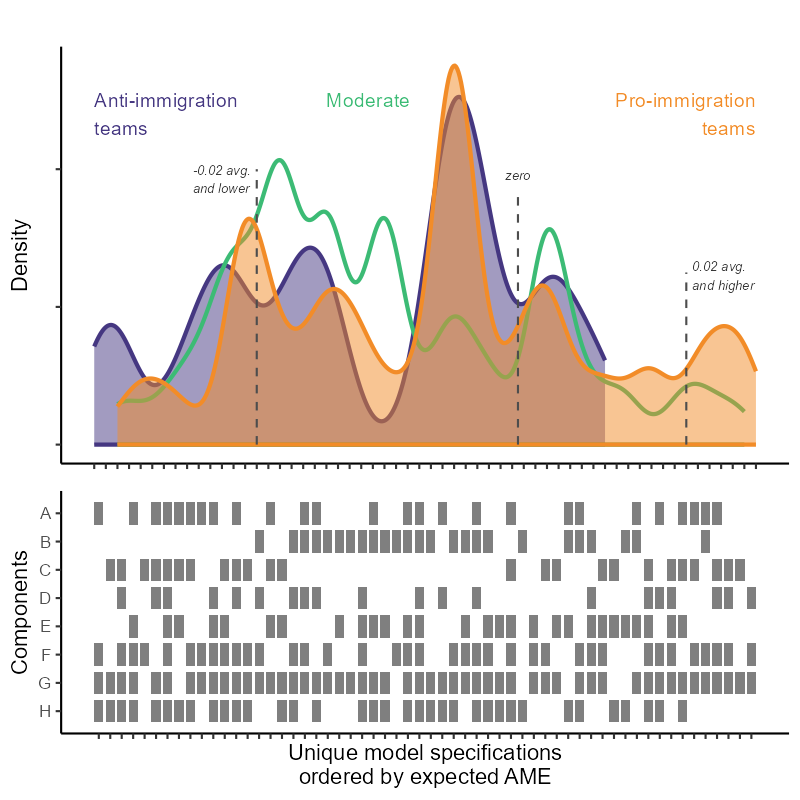 Anti-immigration
teams
Moderate
Pro-immigration
teams
-0.02 avg.
and lower
zero
0.02 avg.
and higher
Density
A
B
C
D
E
F
G
H
Components
Unique model specifications
ordered by expected AME